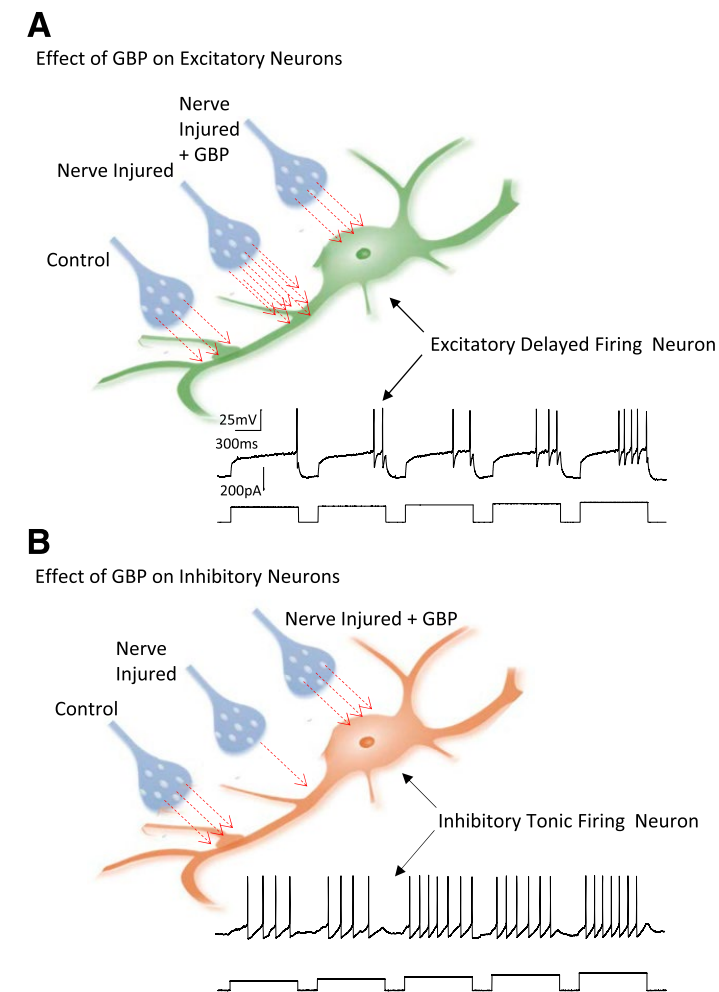 A
Effect of GBP on Excitatory Neurons
Nerve
Injured
+ GBP
Nerve Injured
Control
Excitatory Delayed Firing Neuron
25mV
300ms
200pA
B
Effect of GBP on Inhibitory Neurons
Nerve Injured + GBP
Nerve
Injured
Control
Inhibitory Tonic Firing Neuron